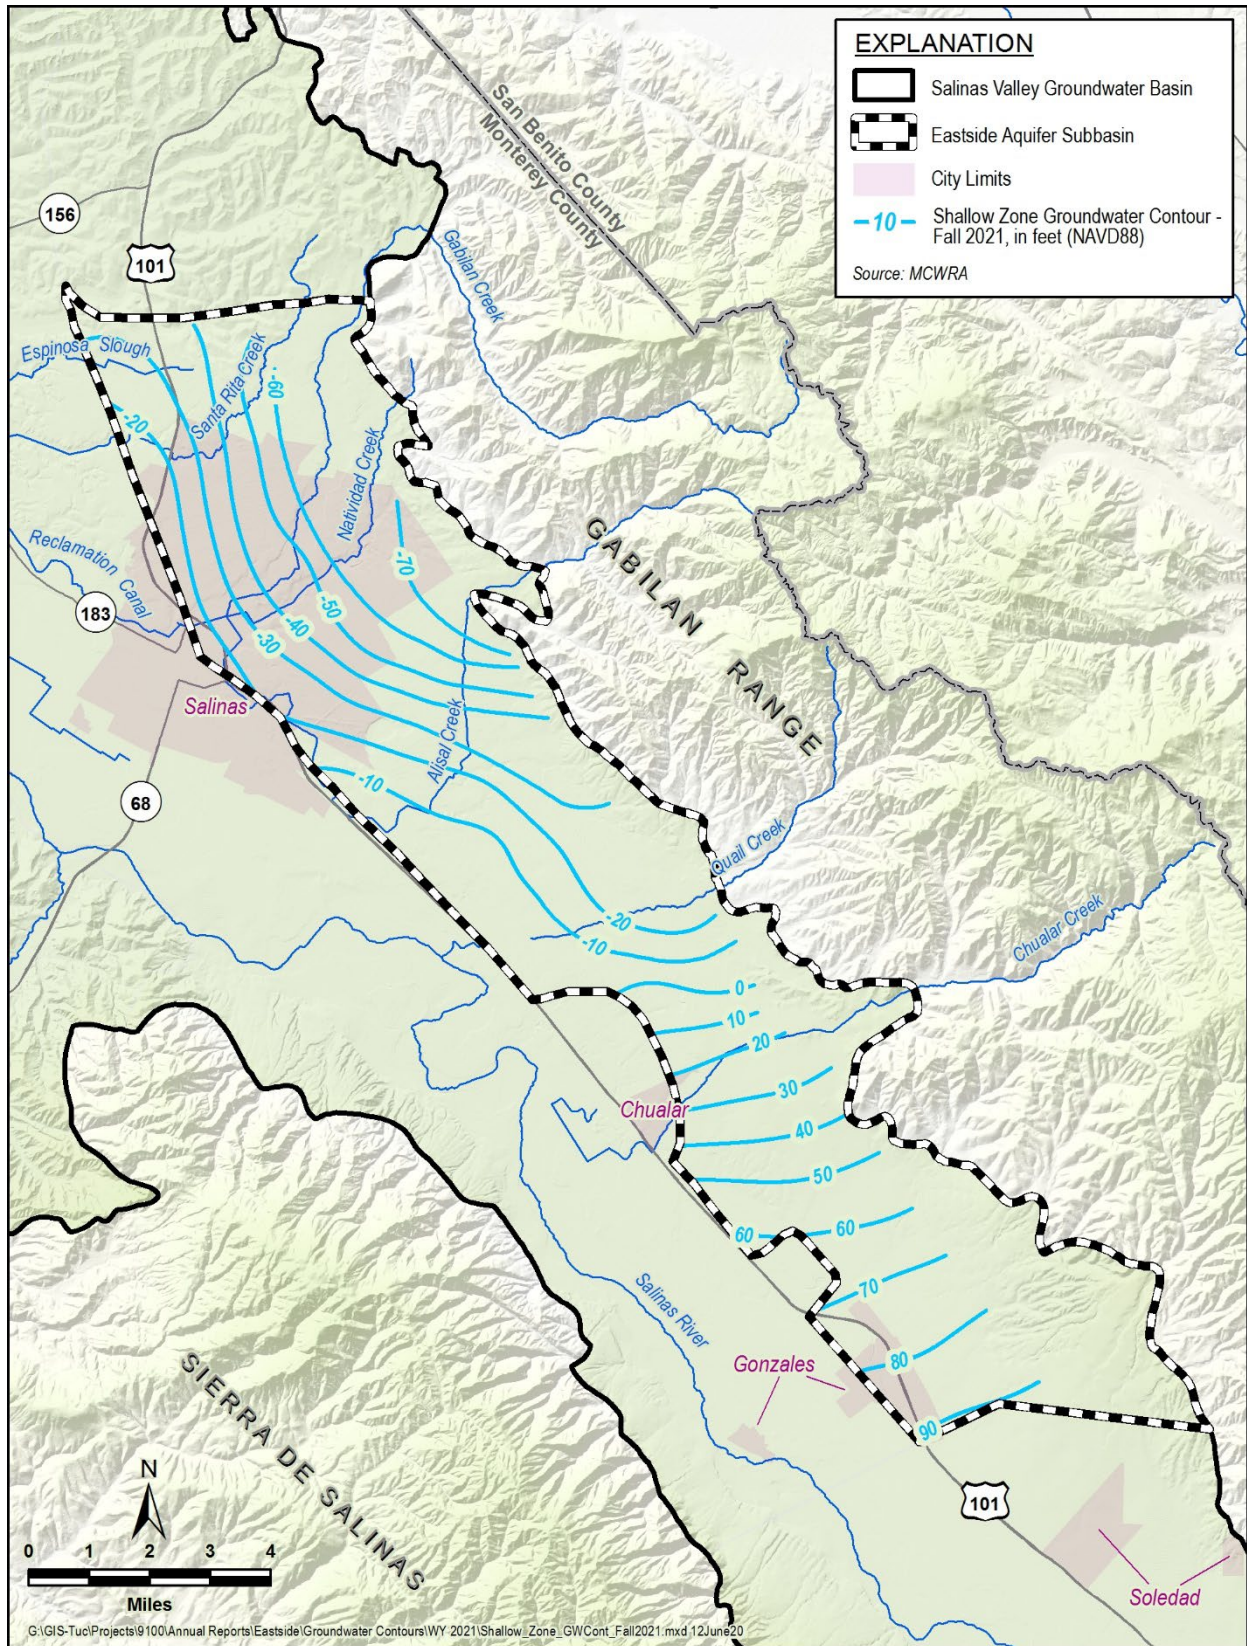 EXPLANATION
Salinas Valley Groundwater Basin
Eastside Aquifer Subbasin
City Limits
-10
Shallow Zone Groundwater Contour -
Fall 2021, in feet (NAVD88)
Source: MCWRA
San Benito County
Monterey County
156
101
Gabilan Creek
Espinosa Slough
Santa Rita Creek
-60
-20
Natividad Creek
Reclamation Canal
-70
183
-50
-40
-30
GABILAN RANGE
Salinas
Alisal Creek
-10
68
Quail Creek
-20
-10
Chualar Creek
0
10
20
30
Chualar
40
50
60
60
70
Salinas River
80
Gonzales
90
SIERRA DE SALINAS
101
Soledad
N
0 1 2 3 4
Miles
G:\GIS-Tuc\Projects\9100\Annual Reports\Eastside\Groundwater Contours\WY 2021\Shallow_Zone_GWCont_Fall2021.mxd 12June20